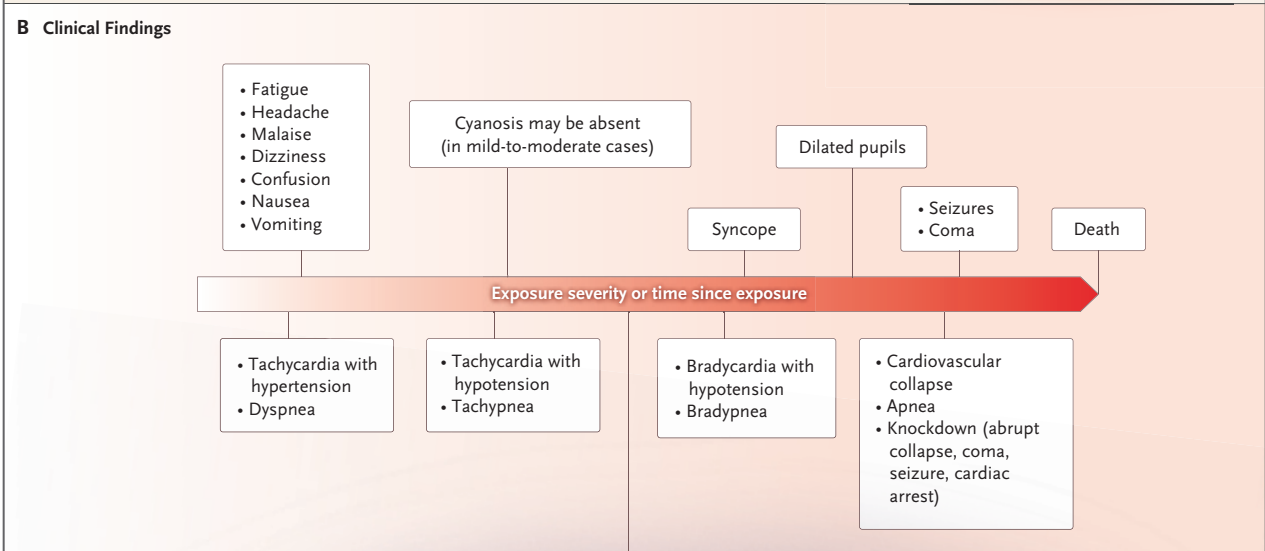 B Clinical Findings
• Fatigue
• Headache
• Malaise
• Dizziness
• Confusion
• Nausea
• Vomiting
Cyanosis may be absent
(in mild-to-moderate cases)
Syncope
Dilated pupils
• Seizures
• Coma
Death
Exposure severity or time since exposure
• Tachycardia with
hypertension
• Dyspnea
• Tachycardia with
hypotension
• Tachypnea
• Bradycardia with
hypotension
• Bradypnea
• Cardiovascular
collapse
• Apnea
• Knockdown (abrupt
collapse, coma,
seizure, cardiac
arrest)